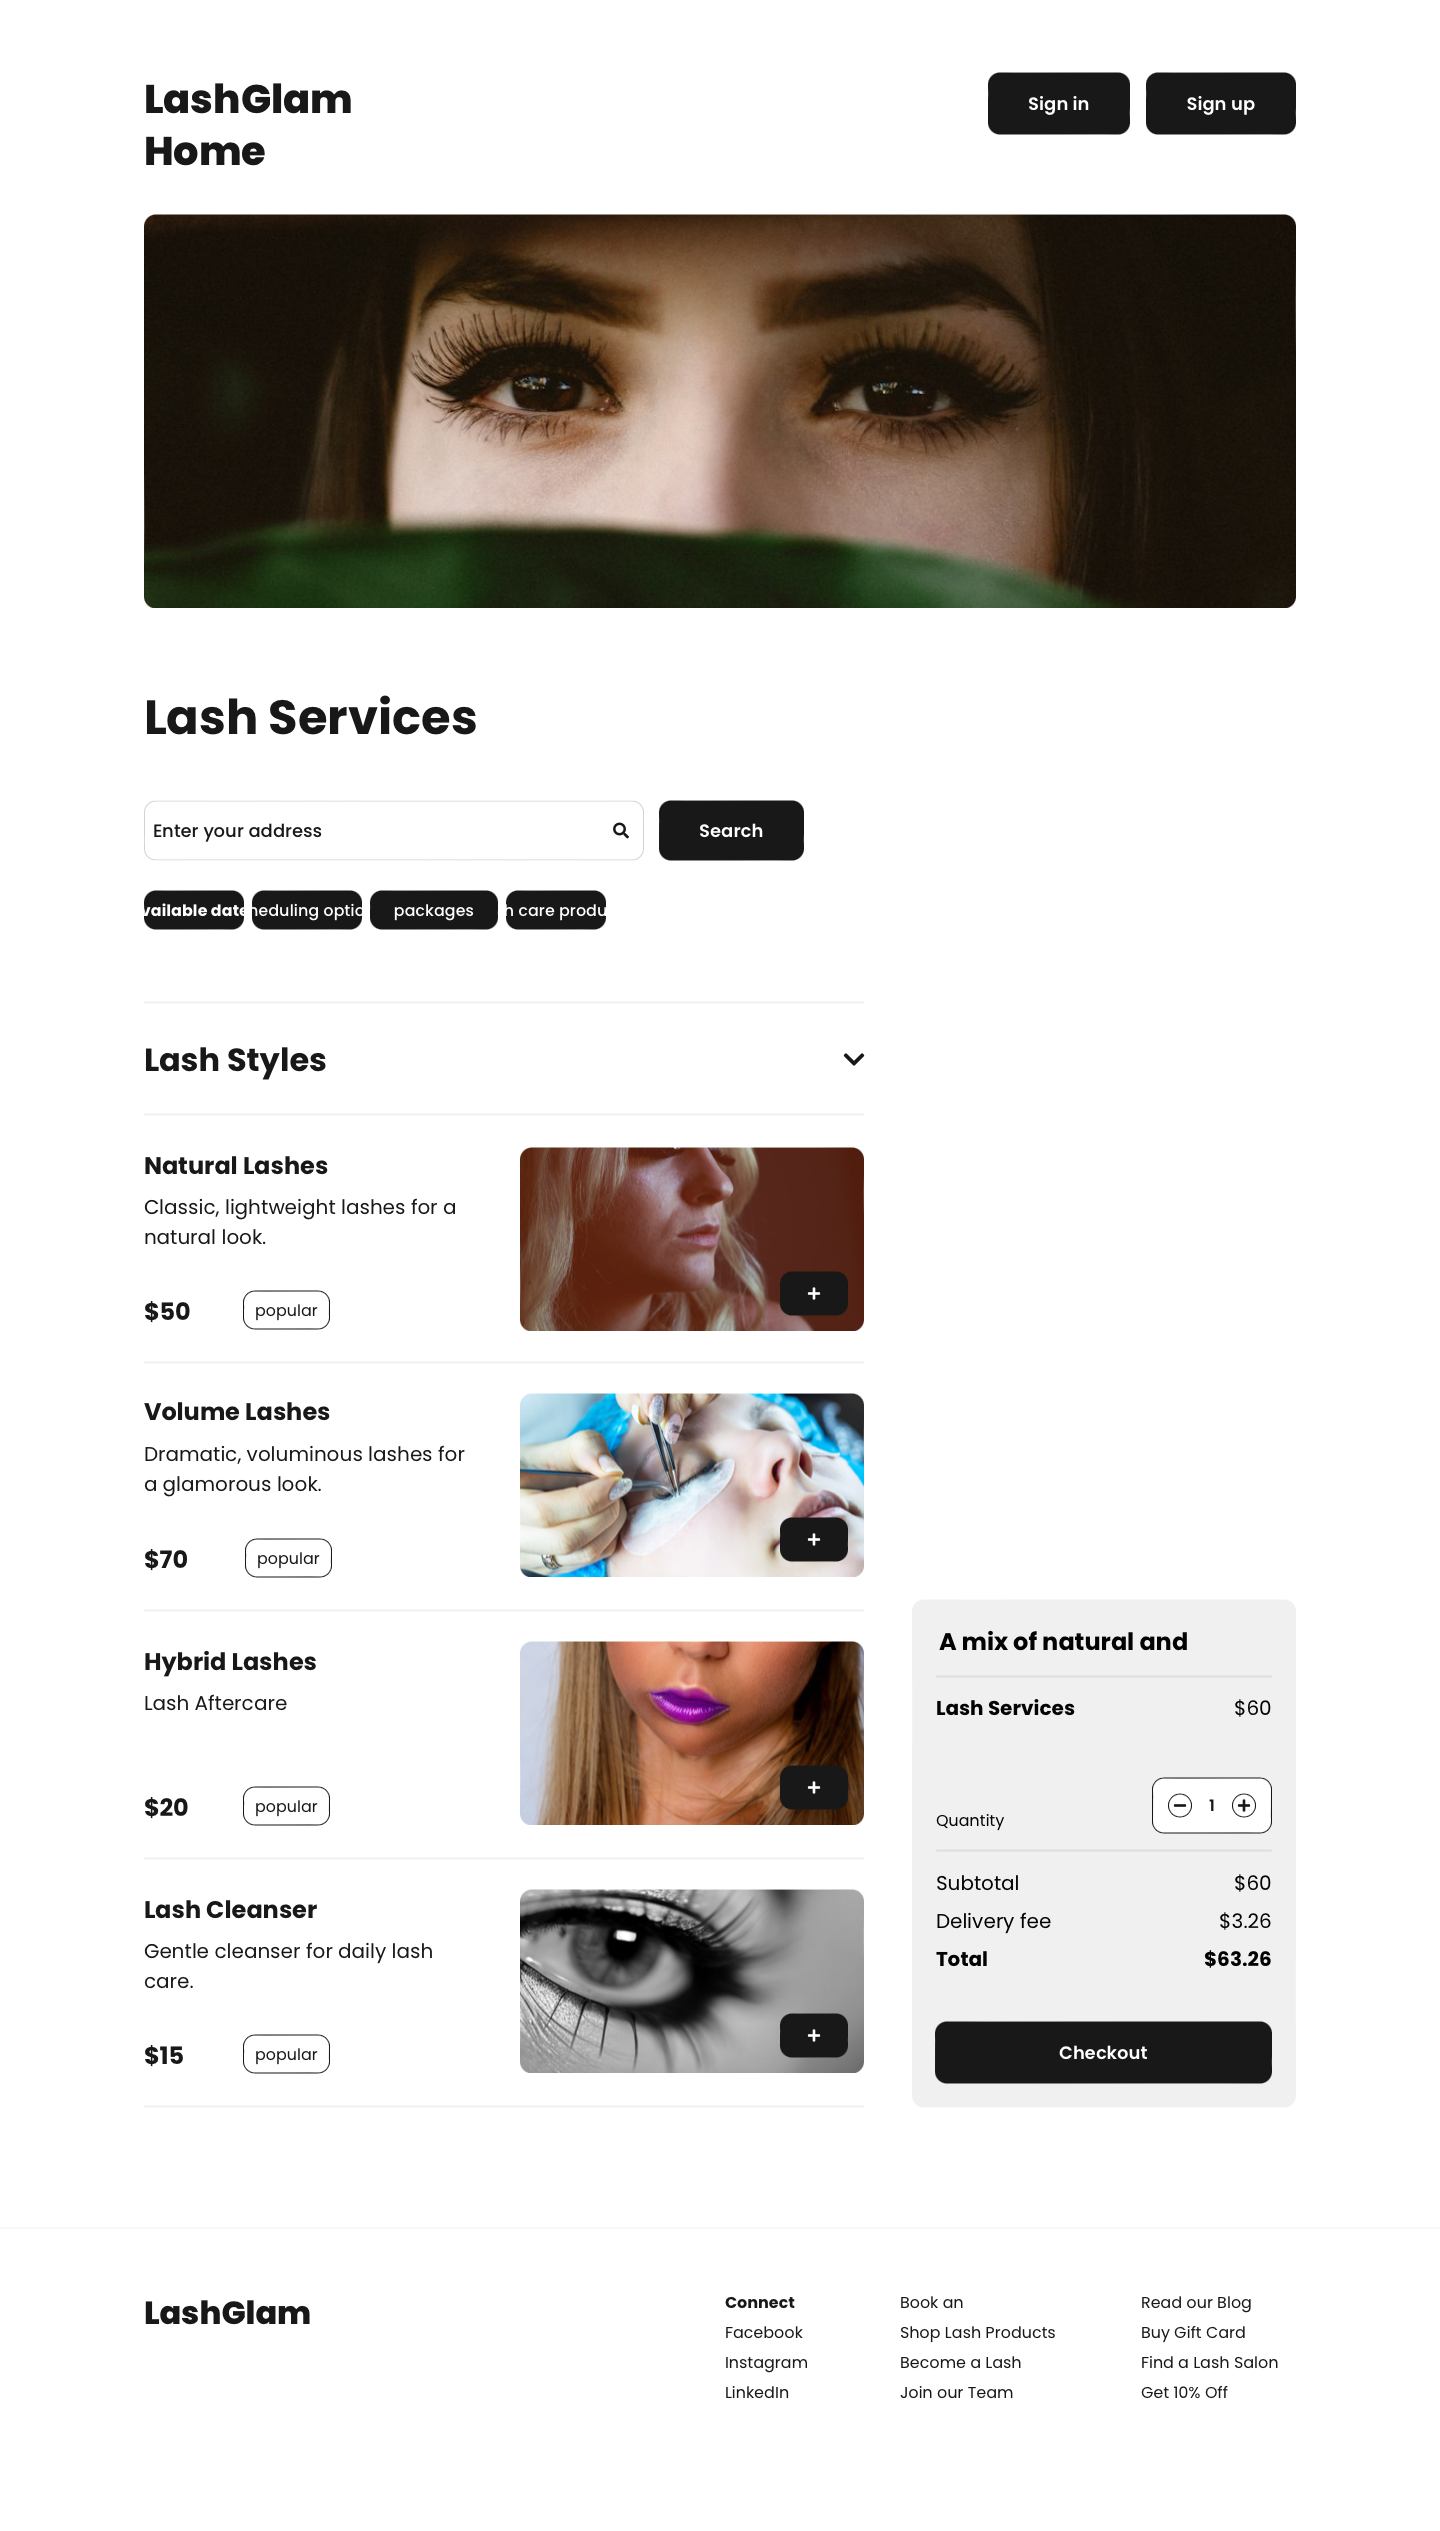 LashGlam
Home
Sign in
Sign up
Lash Services
Enter your address
Search
vailable date
heduling optio
packages
h care produ
Lash Styles
Natural Lashes
Classic, lightweight lashes for a
natural look.
$50
popular
Volume Lashes
Dramatic, voluminous lashes for
a glamorous look.
$70
popular
Hybrid Lashes
Lash Aftercare
$20
popular
Lash Cleanser
Gentle cleanser for daily lash
care.
$15
popular
A mix of natural and
Lash Services $60
Quantity
1
Subtotal $60
Delivery fee $3.26
Total $63.26
Checkout
LashGlam
Connect
Facebook
Instagram
LinkedIn
Book an
Shop Lash Products
Become a Lash
Join our Team
Read our Blog
Buy Gift Card
Find a Lash Salon
Get 10% Off